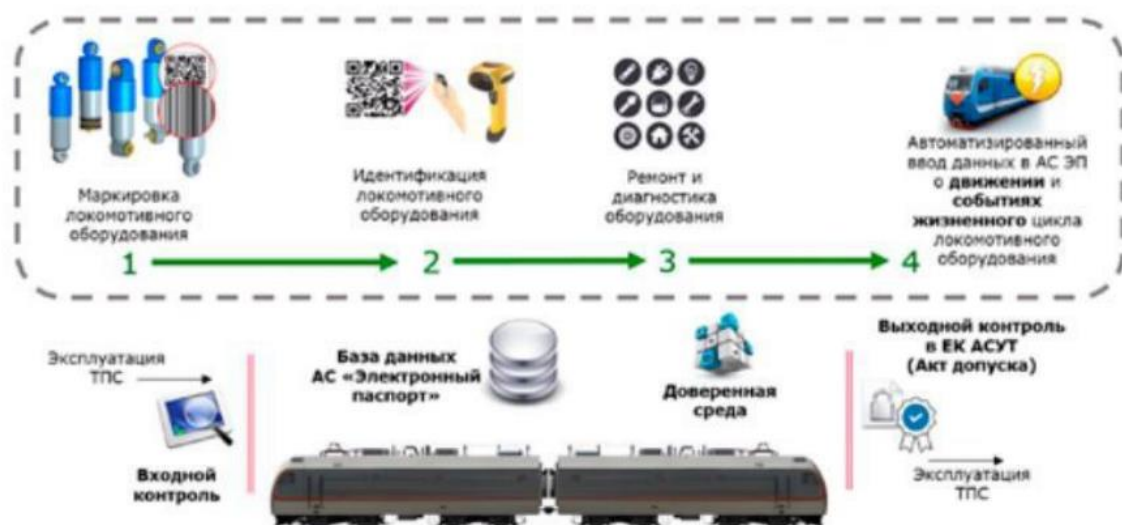 Маркировка
локомотивного
оборудования
1
Идентификация
локомотивного
оборудования
2
Ремонт и
диагностика
оборудования
3
Автоматизированный
ввод данных в АС ЭП
о движении и
событиях
жизненного цикла
локомотивного
оборудования
4
Эксплуатация
ТПС
Входной
контроль
База данных
АС «Электронный
паспорт»
Доверенная
среда
Выходной контроль
в ЕК АСУТ
(Акт допуска)
Эксплуатация
ТПС